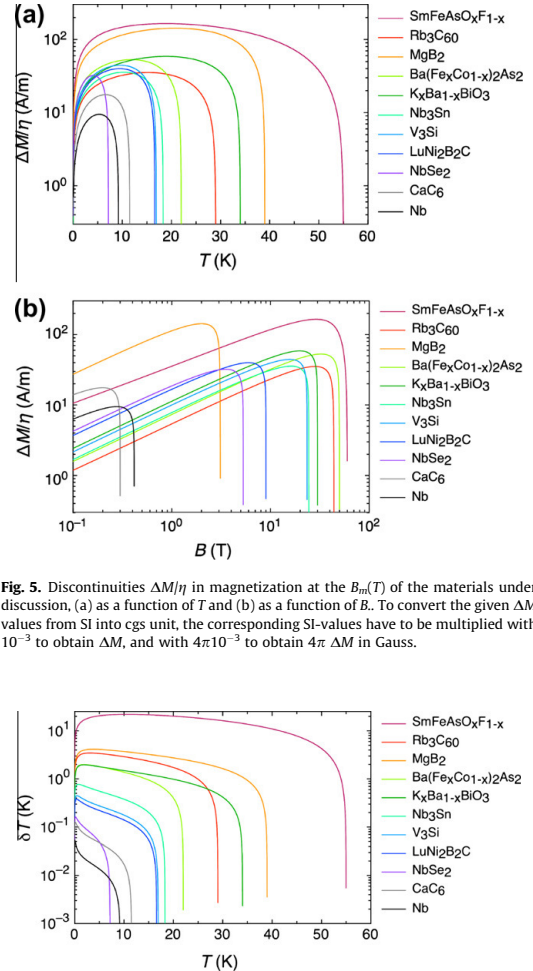 (a)
ΔM/η (A/m)
10²
10¹
10⁰
0
10
20
30
40
50
60
T (K)
SmFeAsOxF1-x
Rb3C60
MgB2
Ba(FexCo1-x)2As2
KxBa1-xBiO3
Nb3Sn
V3Si
LuNi2B2C
NbSe2
CaC6
Nb
(b)
ΔM/η (A/m)
10²
10¹
10⁰
10⁻¹
10⁰
10¹
10²
B (T)
SmFeAsOxF1-x
Rb3C60
MgB2
Ba(FexCo1-x)2As2
KxBa1-xBiO3
Nb3Sn
V3Si
LuNi2B2C
NbSe2
CaC6
Nb
Fig. 5. Discontinuities ΔM/η in magnetization at the Bm(T) of the materials under
discussion, (a) as a function of T and (b) as a function of B.. To convert the given ΔM
values from SI into cgs unit, the corresponding SI-values have to be multiplied with
10⁻³ to obtain ΔM, and with 4π10⁻³ to obtain 4π ΔM in Gauss.
δT (K)
10¹
10⁰
10⁻¹
10⁻²
10⁻³
0
10
20
30
40
50
60
T (K)
SmFeAsOxF1-x
Rb3C60
MgB2
Ba(FexCo1-x)2As2
KxBa1-xBiO3
Nb3Sn
V3Si
LuNi2B2C
NbSe2
CaC6
Nb